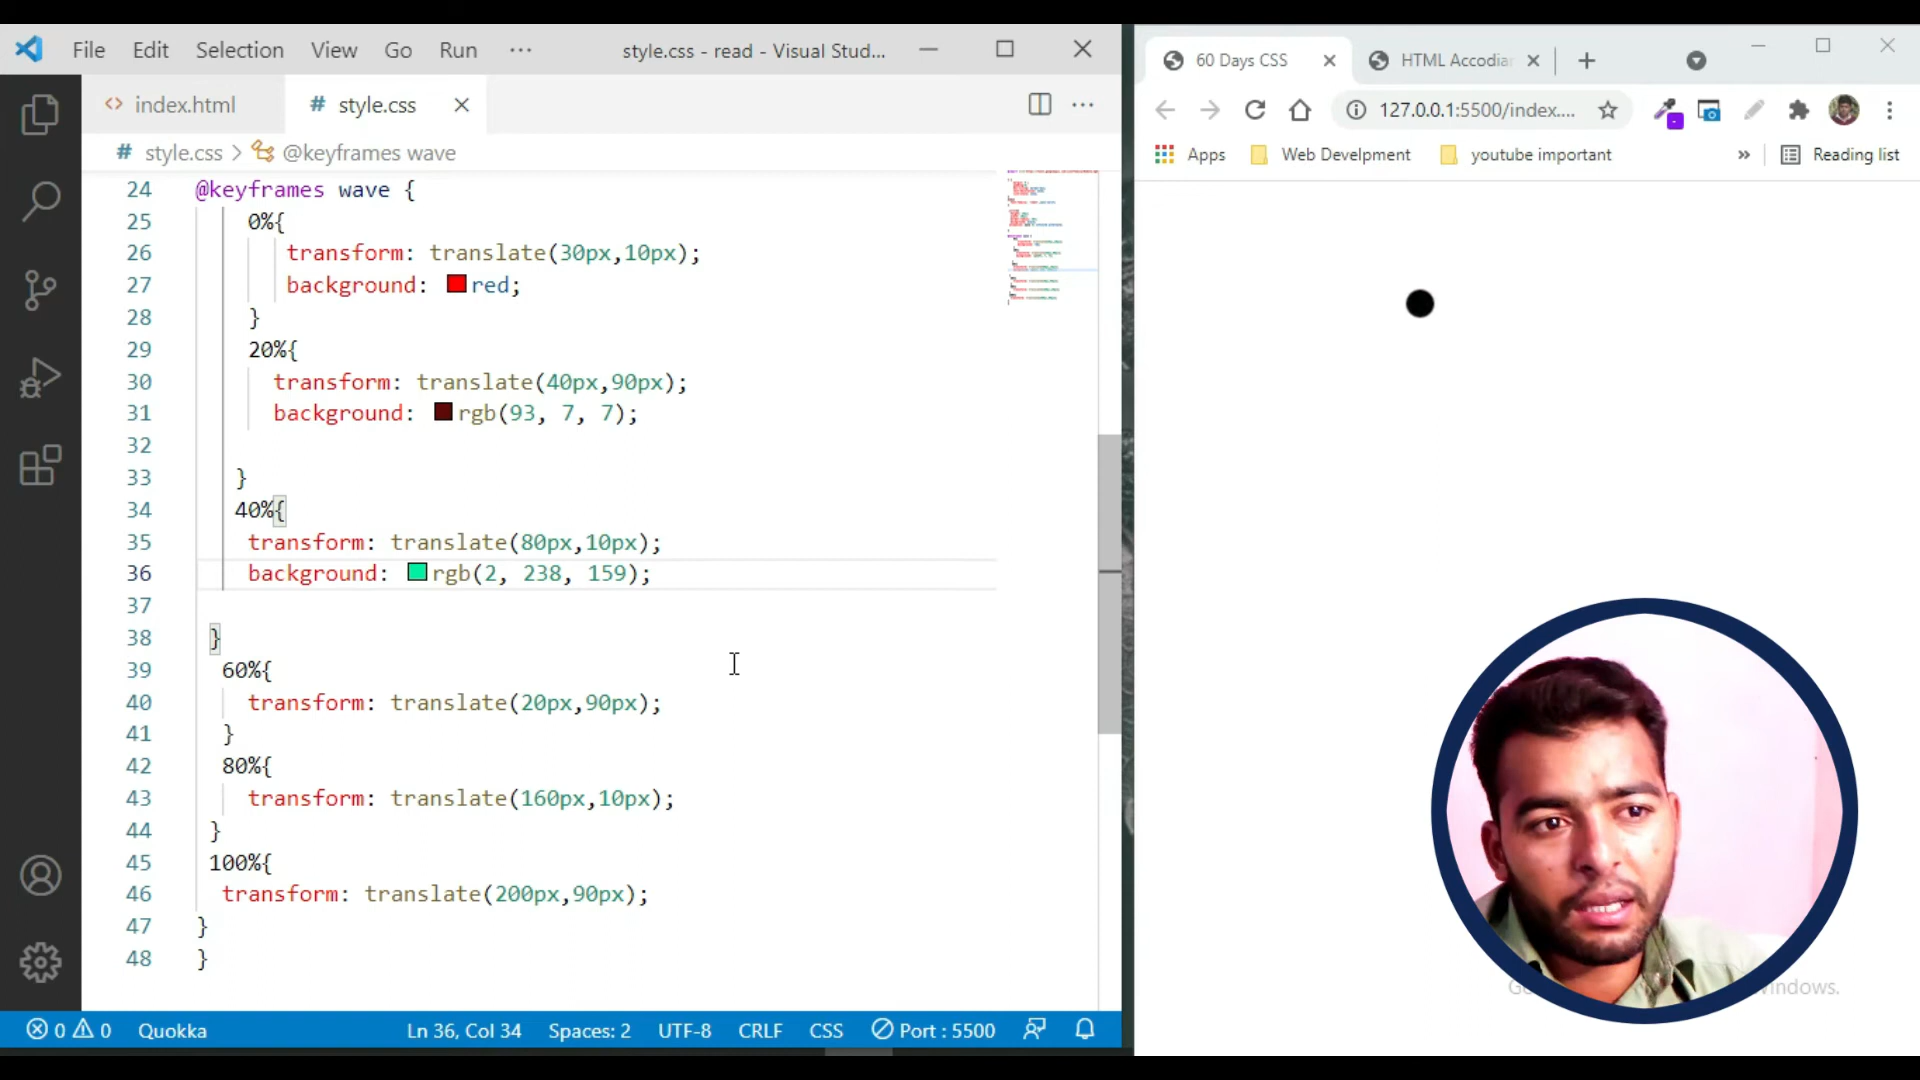 File Edit Selection View Go Run ··· style.css - read - Visual Stud...
60 Days CSS HTML Accodia
<> index.html # style.css
127.0.0.1:5500/index....
# style.css > @keyframes wave
Apps Web Develpment youtube important » Reading list
24 @keyframes wave {
25 0%{
26 transform: translate(30px,10px);
27 background: red;
28 }
29 20%{
30 transform: translate(40px,90px);
31 background: rgb(93, 7, 7);
32
33 }
34 40%{
35 transform: translate(80px,10px);
36 background: rgb(2, 238, 159);
37
38 }
39 60%{
40 transform: translate(20px,90px);
41 }
42 80%{
43 transform: translate(160px,10px);
44 }
45 100%{
46 transform: translate(200px,90px);
47 }
48 }
0 0 Quokka Ln 36, Col 34 Spaces: 2 UTF-8 CRLF CSS Port : 5500